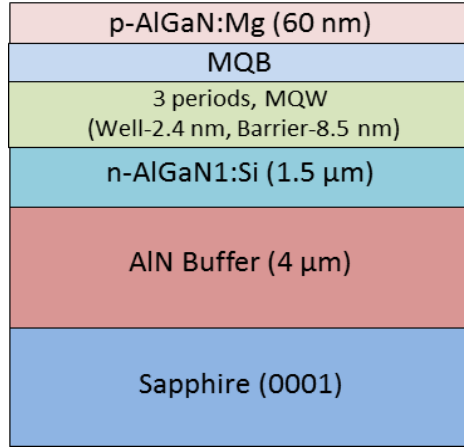 p-AlGaN:Mg (60 nm)
MQB
3 periods, MQW
(Well-2.4 nm, Barrier-8.5 nm)
n-AlGaN1:Si (1.5 μm)
AlN Buffer (4 μm)
Sapphire (0001)